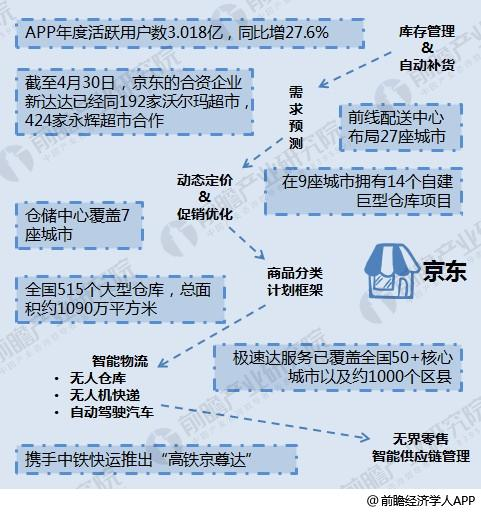 APP年度活跃用户数3.018亿，同比增27.6%
库存管理
&
自动补货
截至4月30日，京东的合资企业
新达达已经同192家沃尔玛超市，
424家永辉超市合作
需求预测
前线配送中心
布局27座城市
动态定价
&
促销优化
在9座城市拥有14个自建
巨型仓库项目
仓储中心覆盖7
座城市
商品分类
计划框架
京东
全国515个大型仓库，总面
积约1090万平方米
智能物流
• 无人仓库
• 无人机快递
• 自动驾驶汽车
极速达服务已覆盖全国50+核心
城市以及约1000个区县
无界零售
智能供应链管理
携手中铁快运推出“高铁京尊达”
@前瞻经济学人APP
前瞻产业研究院